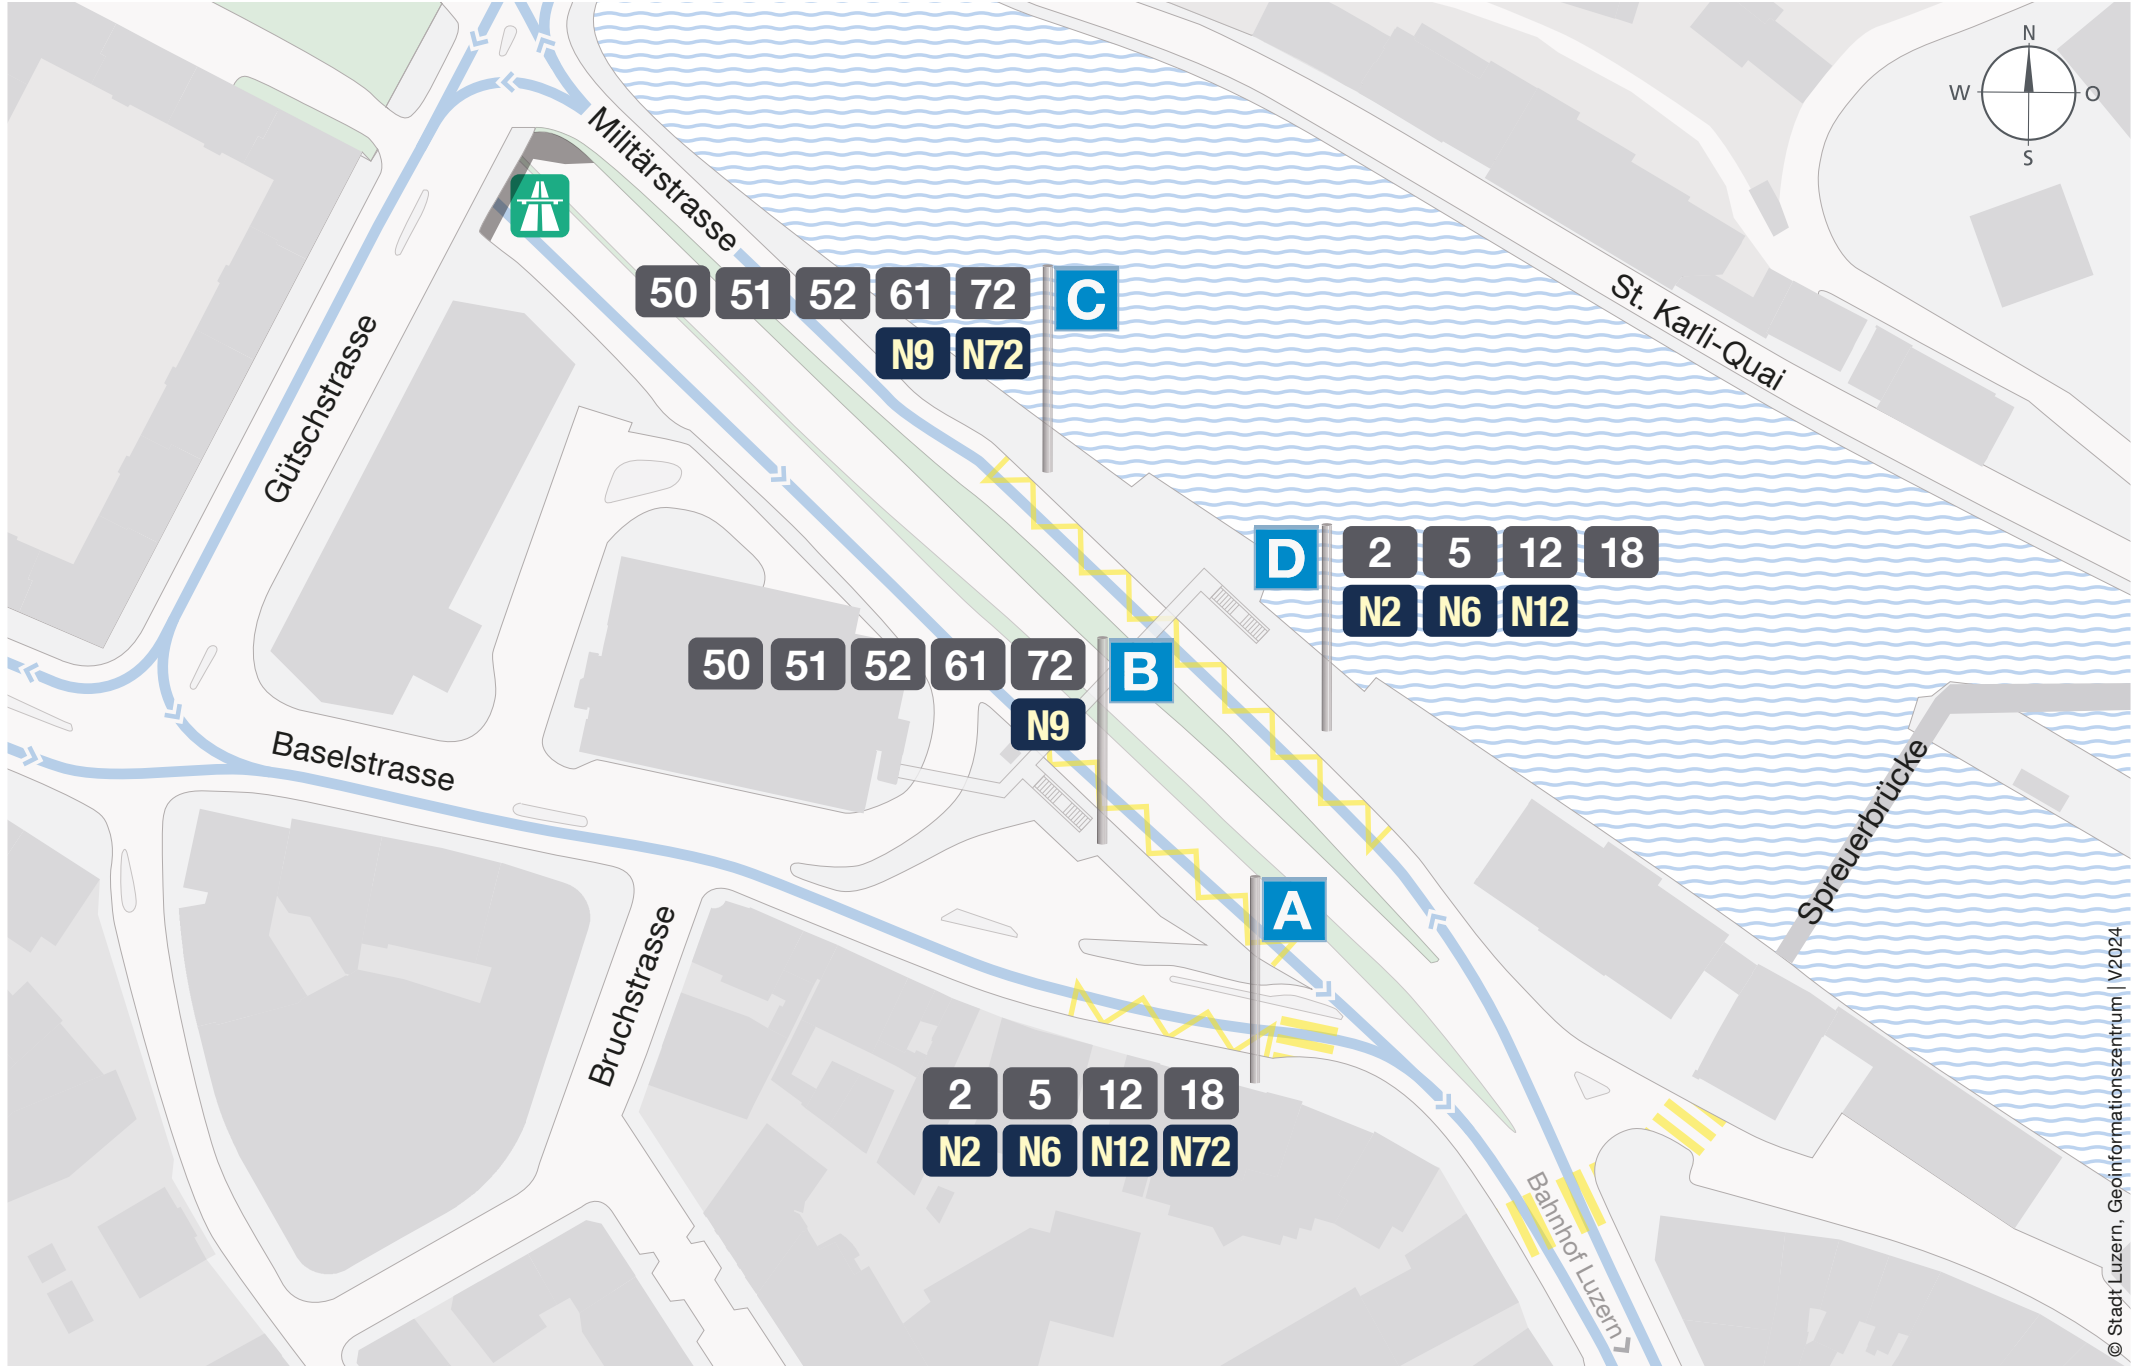 N
W O
S
Militärstrasse
50 51 52 61 72 C
N9 N72
St. Karli-Quai
Gütschstrasse
D 2 5 12 18
N2 N6 N12
50 51 52 61 72 B
N9
Baselstrasse
Spreuerbrücke
A
Bruchstrasse
2 5 12 18
N2 N6 N12 N72
Bahnhof Luzern
© Stadt Luzern, Geoinformationszentrum | V2024